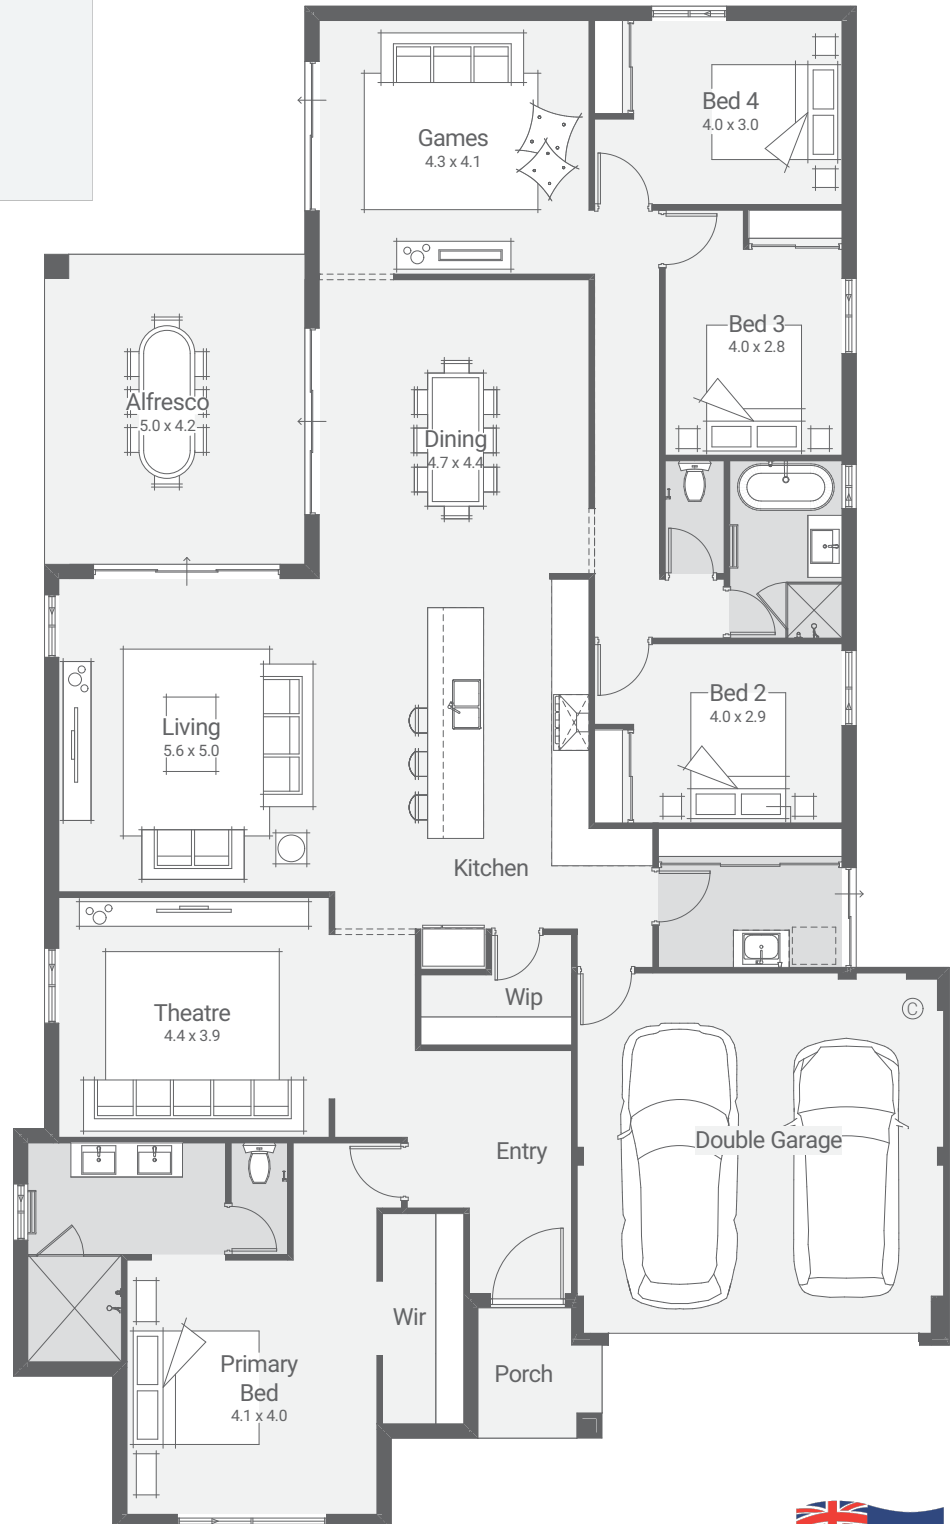 Bed 4
4.0 x 3.0
Games
4.3 x 4.1
Bed 3
4.0 x 2.8
Alfresco
5.0 x 4.2
Dining
4.7 x 4.4
Bed 2
4.0 x 2.9
Living
5.6 x 5.0
Kitchen
Wip
C
Theatre
4.4 x 3.9
Double Garage
Entry
Wir
Porch
Primary
Bed
4.1 x 4.0